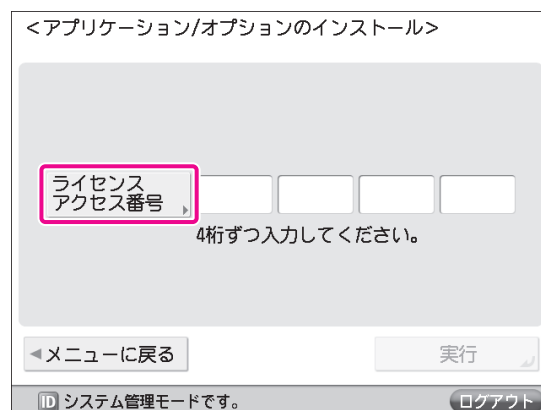 <アプリケーション/オプションのインストール>
ライセンス
アクセス番号
4桁ずつ入力してください。
メニューに戻る
実行
ID システム管理モードです。
ログアウト